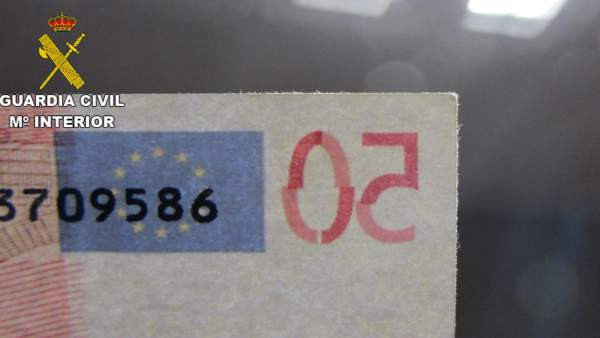 GUARDIA CIVIL
Mº INTERIOR
3709586
50